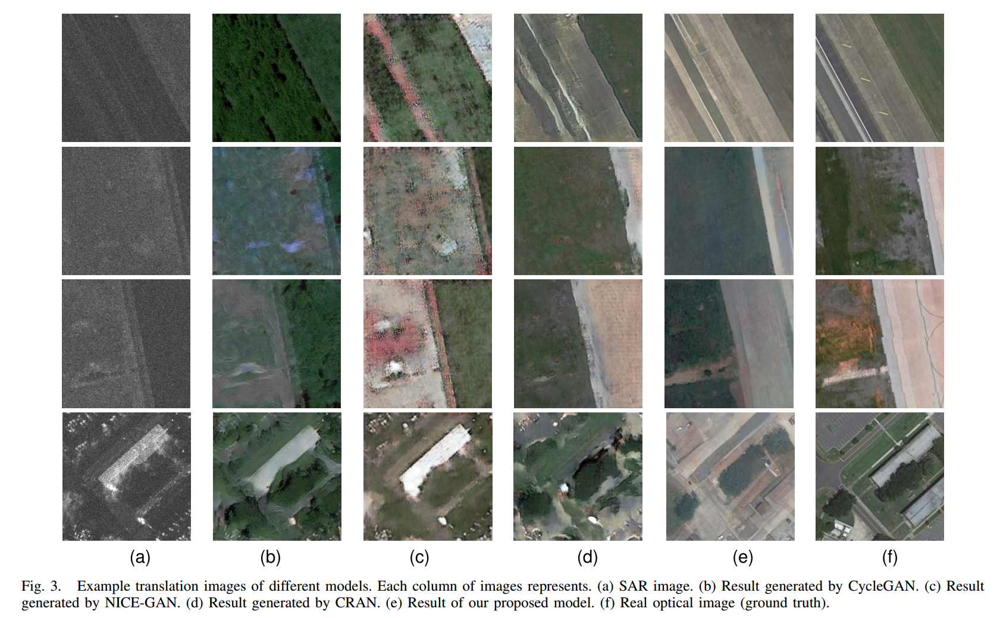 (a) (b) (c) (d) (e) (f)
Fig. 3. Example translation images of different models. Each column of images represents. (a) SAR image. (b) Result generated by CycleGAN. (c) Result
generated by NICE-GAN. (d) Result generated by CRAN. (e) Result of our proposed model. (f) Real optical image (ground truth).